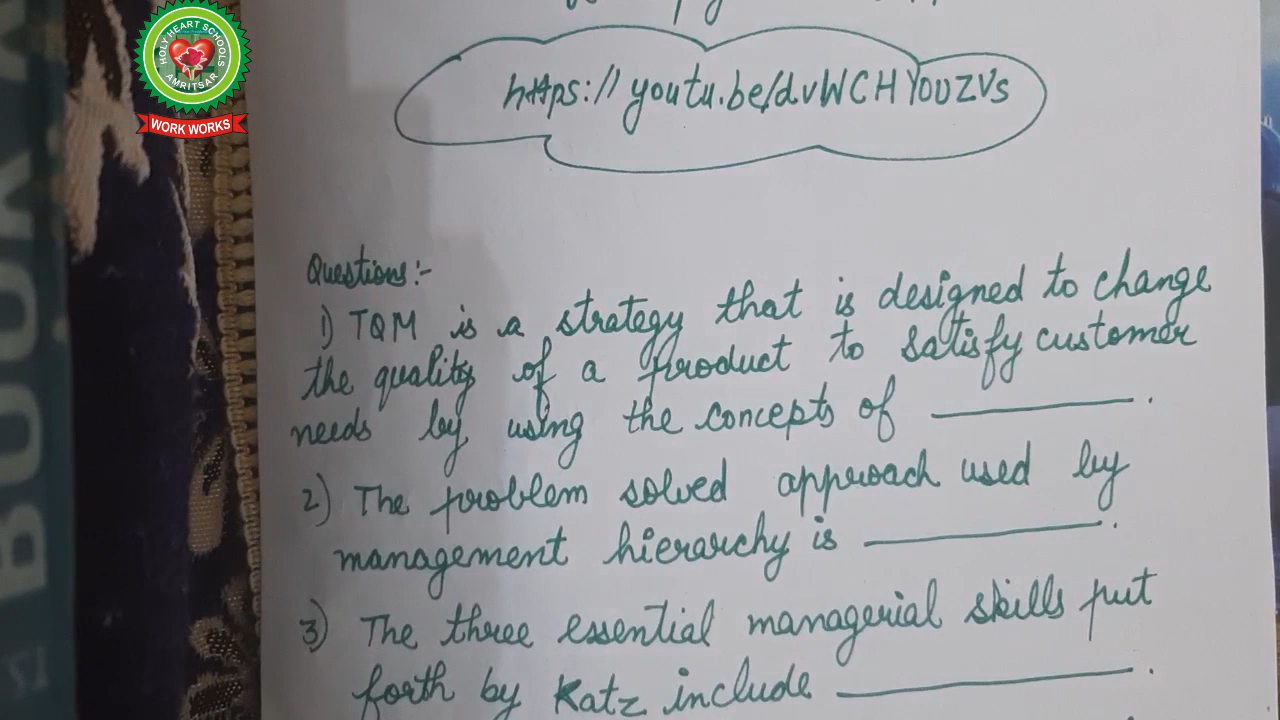 HOLY HEART SCHOOLS
AMRITSAR
WORK WORKS
https://youtu.be/dvWCHYouzVs
Questions:-
1) TQM is a strategy that is designed to change
the quality of a product to satisfy customer
needs by using the concepts of ________.
2) The problem solved approach used by
management hierarchy is ________.
3) The three essential managerial skills put
forth by Katz include ________.